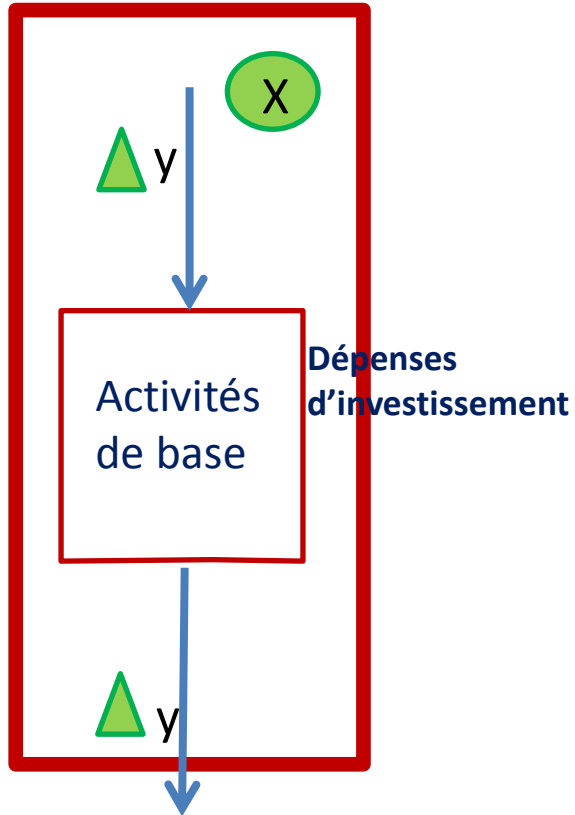 X
y
Activités
de base
Dépenses
d’investissement
y